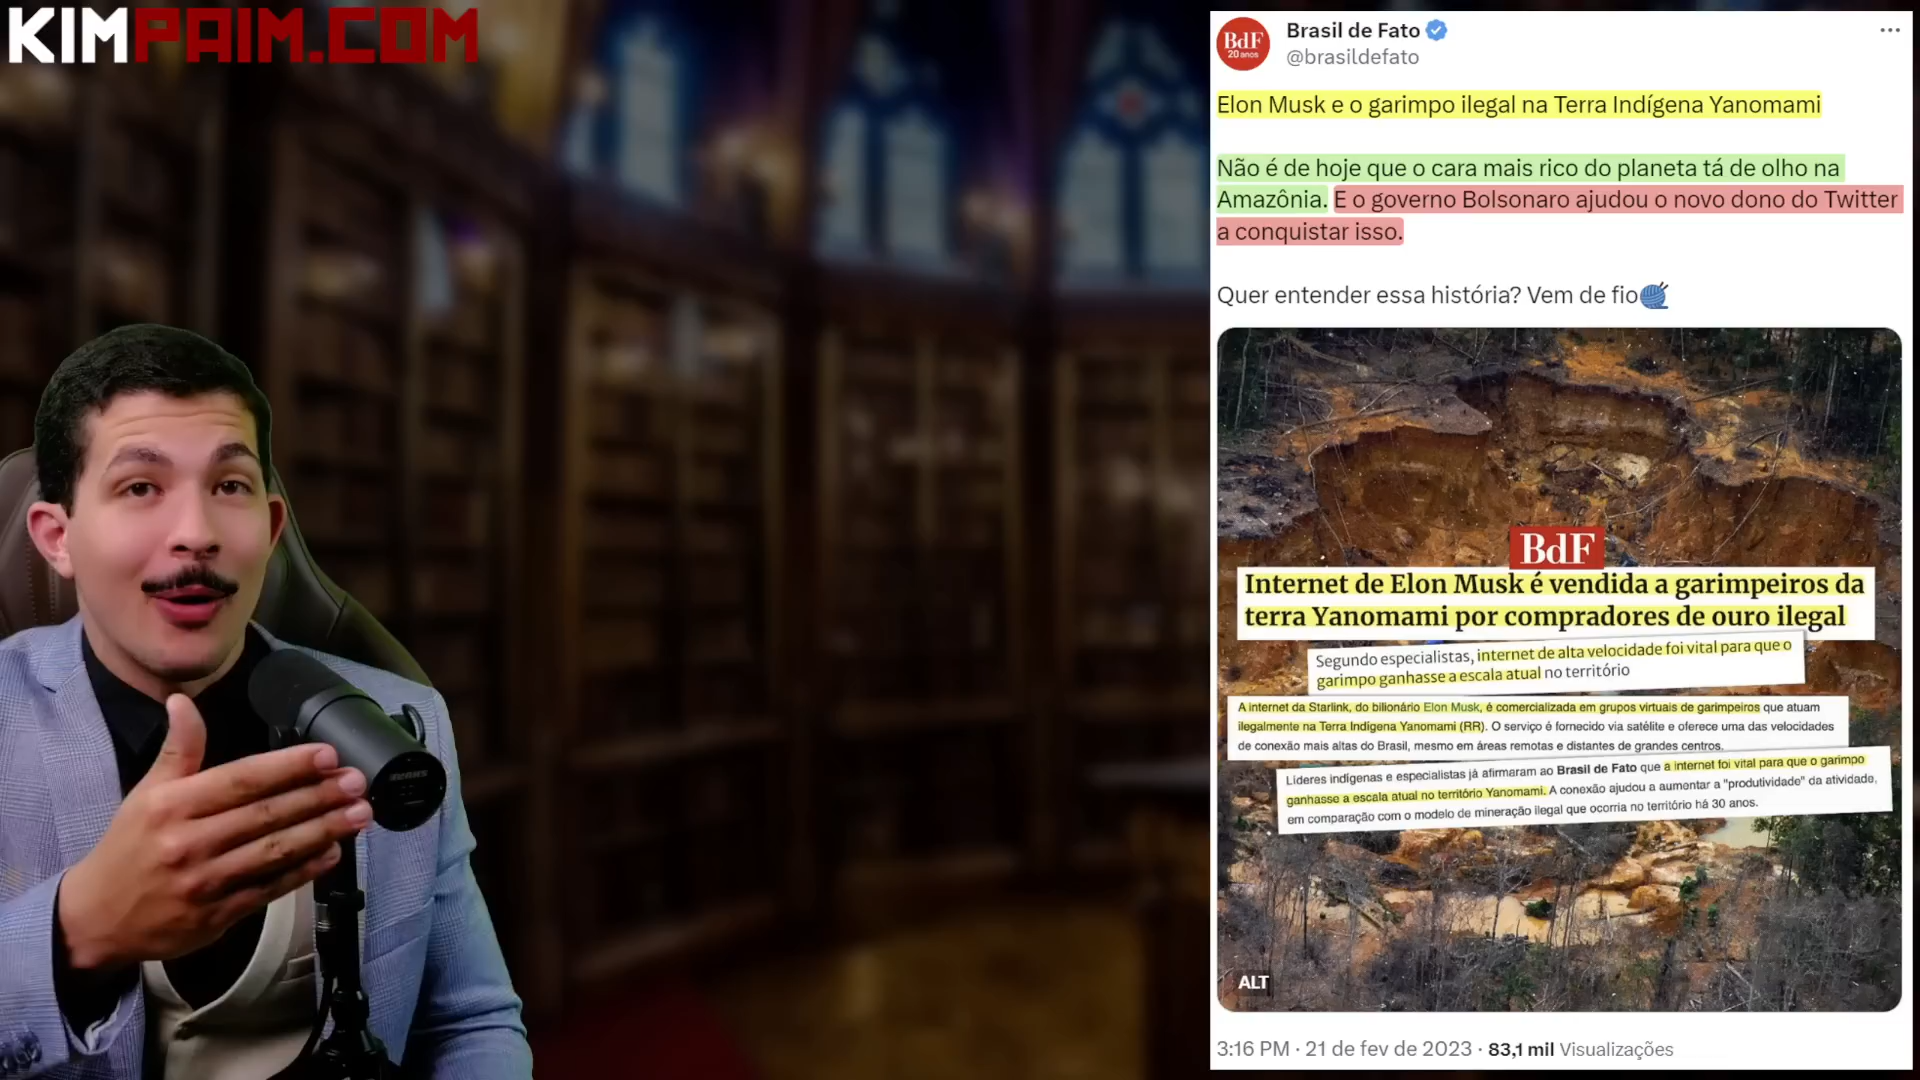 KIMPAIM.COM
BdF
20 anos
Brasil de Fato
@brasildefato
Elon Musk e o garimpo ilegal na Terra Indígena Yanomami
Não é de hoje que o cara mais rico do planeta tá de olho na
Amazônia. E o governo Bolsonaro ajudou o novo dono do Twitter
a conquistar isso.
Quer entender essa história? Vem de fio
BdF
Internet de Elon Musk é vendida a garimpeiros da
terra Yanomami por compradores de ouro ilegal
Segundo especialistas, internet de alta velocidade foi vital para que o
garimpo ganhasse a escala atual no território
A internet da Starlink, do bilionário Elon Musk, é comercializada em grupos virtuais de garimpeiros que atuam
ilegalmente na Terra Indígena Yanomami (RR). O serviço é fornecido via satélite e oferece uma das velocidades
de conexão mais altas do Brasil, mesmo em áreas remotas e distantes de grandes centros.
Líderes indígenas e especialistas já afirmaram ao Brasil de Fato que a internet foi vital para que o garimpo
ganhasse a escala atual no território Yanomami. A conexão ajudou a aumentar a "produtividade" da atividade,
em comparação com o modelo de mineração ilegal que ocorria no território há 30 anos.
ALT
3:16 PM · 21 de fev de 2023 · 83,1 mil Visualizações